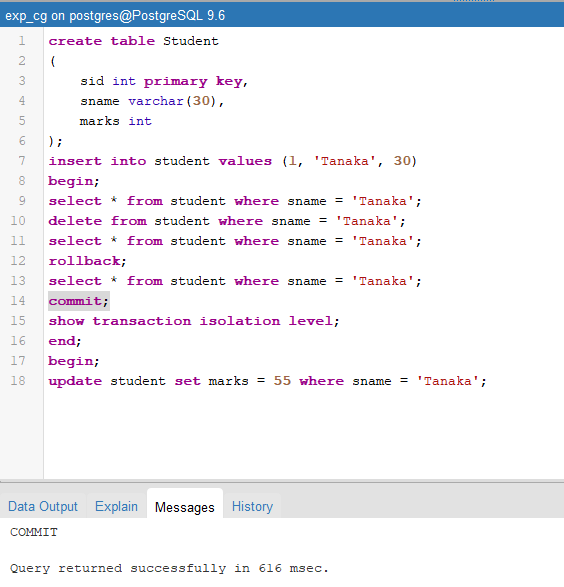 exp_cg on postgres@PostgreSQL 9.6
1 create table Student
2 (
3 sid int primary key,
4 sname varchar(30),
5 marks int
6 );
7 insert into student values (1, 'Tanaka', 30)
8 begin;
9 select * from student where sname = 'Tanaka';
10 delete from student where sname = 'Tanaka';
11 select * from student where sname = 'Tanaka';
12 rollback;
13 select * from student where sname = 'Tanaka';
14 commit;
15 show transaction isolation level;
16 end;
17 begin;
18 update student set marks = 55 where sname = 'Tanaka';
Data Output Explain Messages History
COMMIT
Query returned successfully in 616 msec.